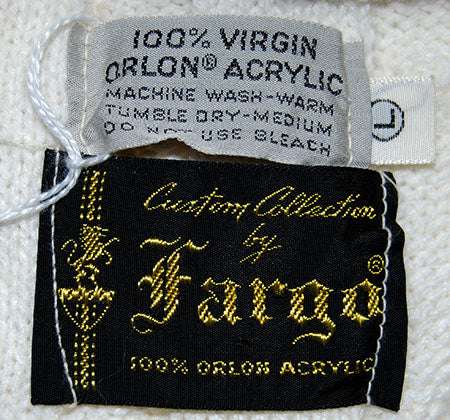 100% VIRGIN
ORLON® ACRYLIC
MACHINE WASH-WARM
TUMBLE DRY-MEDIUM
DO NOT USE BLEACH
L
Custom Collection
by
Fargo®
100% ORLON ACRYLIC